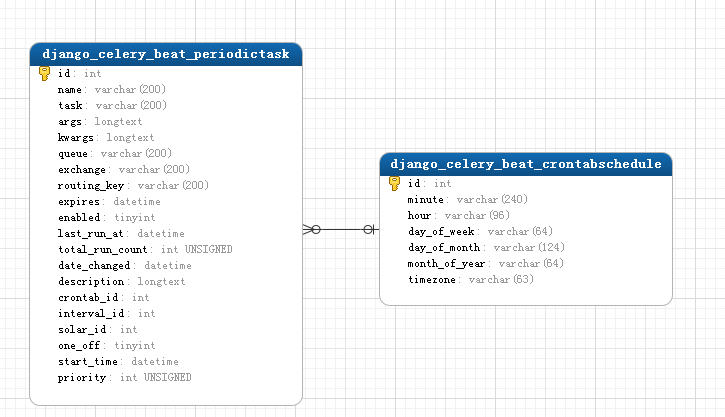 django_celery_beat_periodictask
id: int
name: varchar(200)
task: varchar(200)
args: longtext
kwargs: longtext
queue: varchar(200)
exchange: varchar(200)
routing_key: varchar(200)
expires: datetime
enabled: tinyint
last_run_at: datetime
total_run_count: int UNSIGNED
date_changed: datetime
description: longtext
crontab_id: int
interval_id: int
solar_id: int
one_off: tinyint
start_time: datetime
priority: int UNSIGNED
django_celery_beat_crontabschedule
id: int
minute: varchar(240)
hour: varchar(96)
day_of_week: varchar(64)
day_of_month: varchar(124)
month_of_year: varchar(64)
timezone: varchar(63)